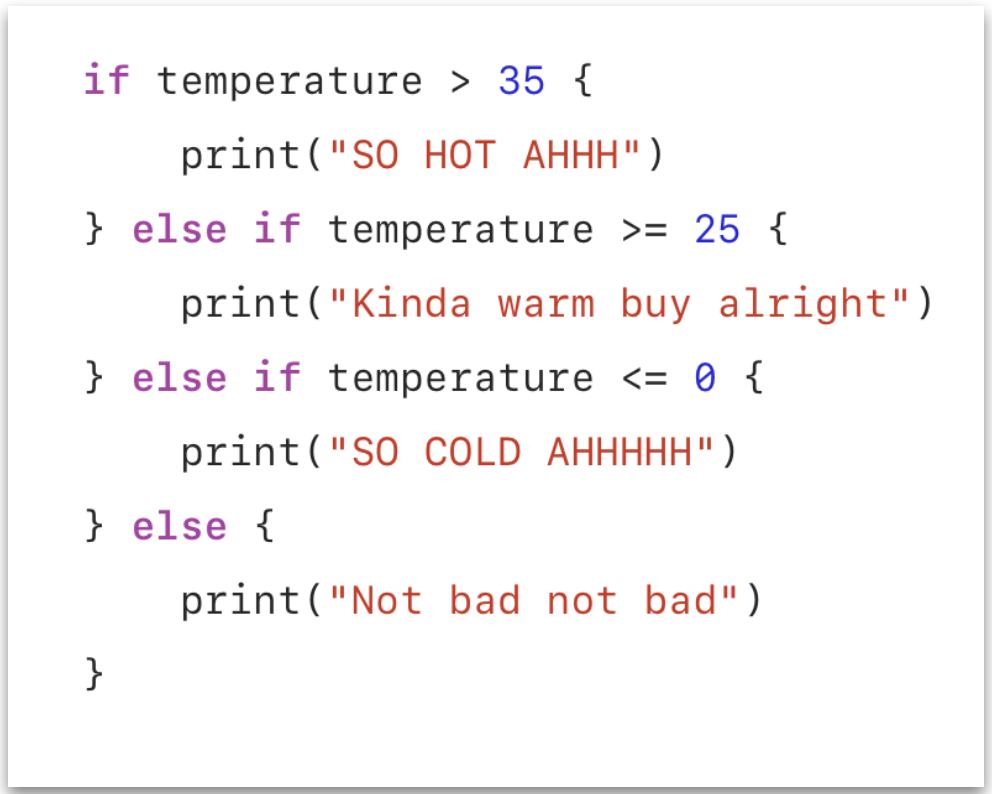 if temperature > 35 {
    print("SO HOT AHHH")
} else if temperature >= 25 {
    print("Kinda warm buy alright")
} else if temperature <= 0 {
    print("SO COLD AHHHHH")
} else {
    print("Not bad not bad")
}